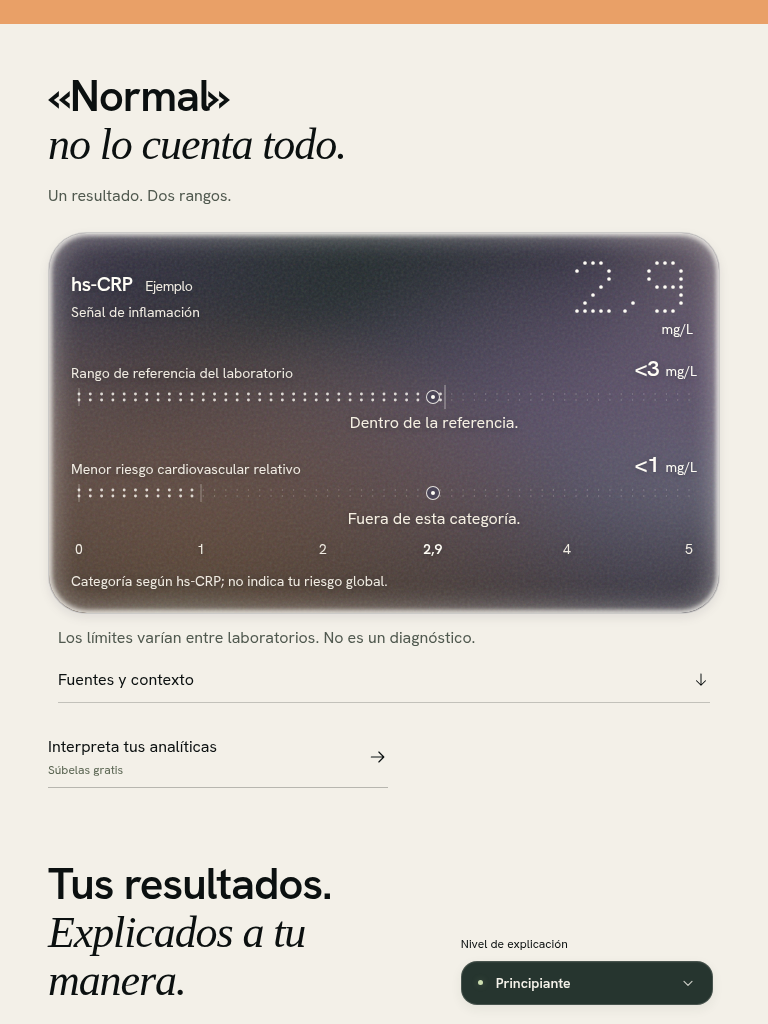 «Normal»
no lo cuenta todo.
Un resultado. Dos rangos.
hs-CRP Ejemplo
2,9
Señal de inflamación
mg/L
Rango de referencia del laboratorio
<3 mg/L
Dentro de la referencia.
Menor riesgo cardiovascular relativo
<1 mg/L
Fuera de esta categoría.
0 1 2 2,9 4 5
Categoría según hs-CRP; no indica tu riesgo global.
Los límites varían entre laboratorios. No es un diagnóstico.
Fuentes y contexto
Interpreta tus analíticas
Súbelas gratis
Tus resultados.
Explicados a tu
manera.
Nivel de explicación
Principiante